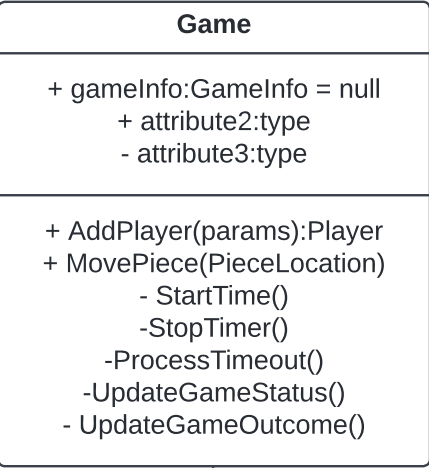 Game
+ gameInfo:GameInfo = null
+ attribute2:type
- attribute3:type
+ AddPlayer(params):Player
+ MovePiece(PieceLocation)
- StartTime()
-StopTimer()
-ProcessTimeout()
-UpdateGameStatus()
- UpdateGameOutcome()